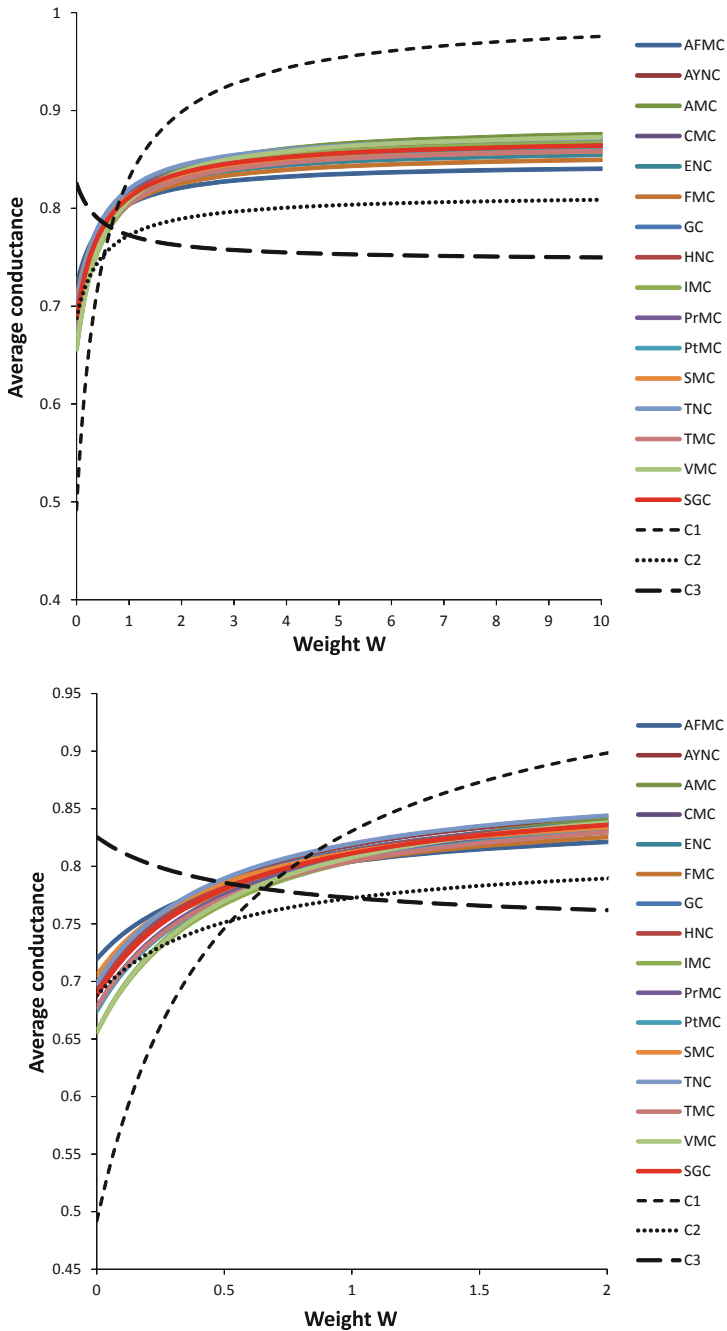 1
0.9
0.8
0.7
0.6
0.5
0.4
Average conductance
0 1 2 3 4 5 6 7 8 9 10
Weight W
AFMC
AYNC
AMC
CMC
ENC
FMC
GC
HNC
IMC
PrMC
PtMC
SMC
TNC
TMC
VMC
SGC
C1
C2
C3
0.95
0.9
0.85
0.8
0.75
0.7
0.65
0.6
0.55
0.5
0.45
Average conductance
0 0.5 1 1.5 2
Weight W
AFMC
AYNC
AMC
CMC
ENC
FMC
GC
HNC
IMC
PrMC
PtMC
SMC
TNC
TMC
VMC
SGC
C1
C2
C3